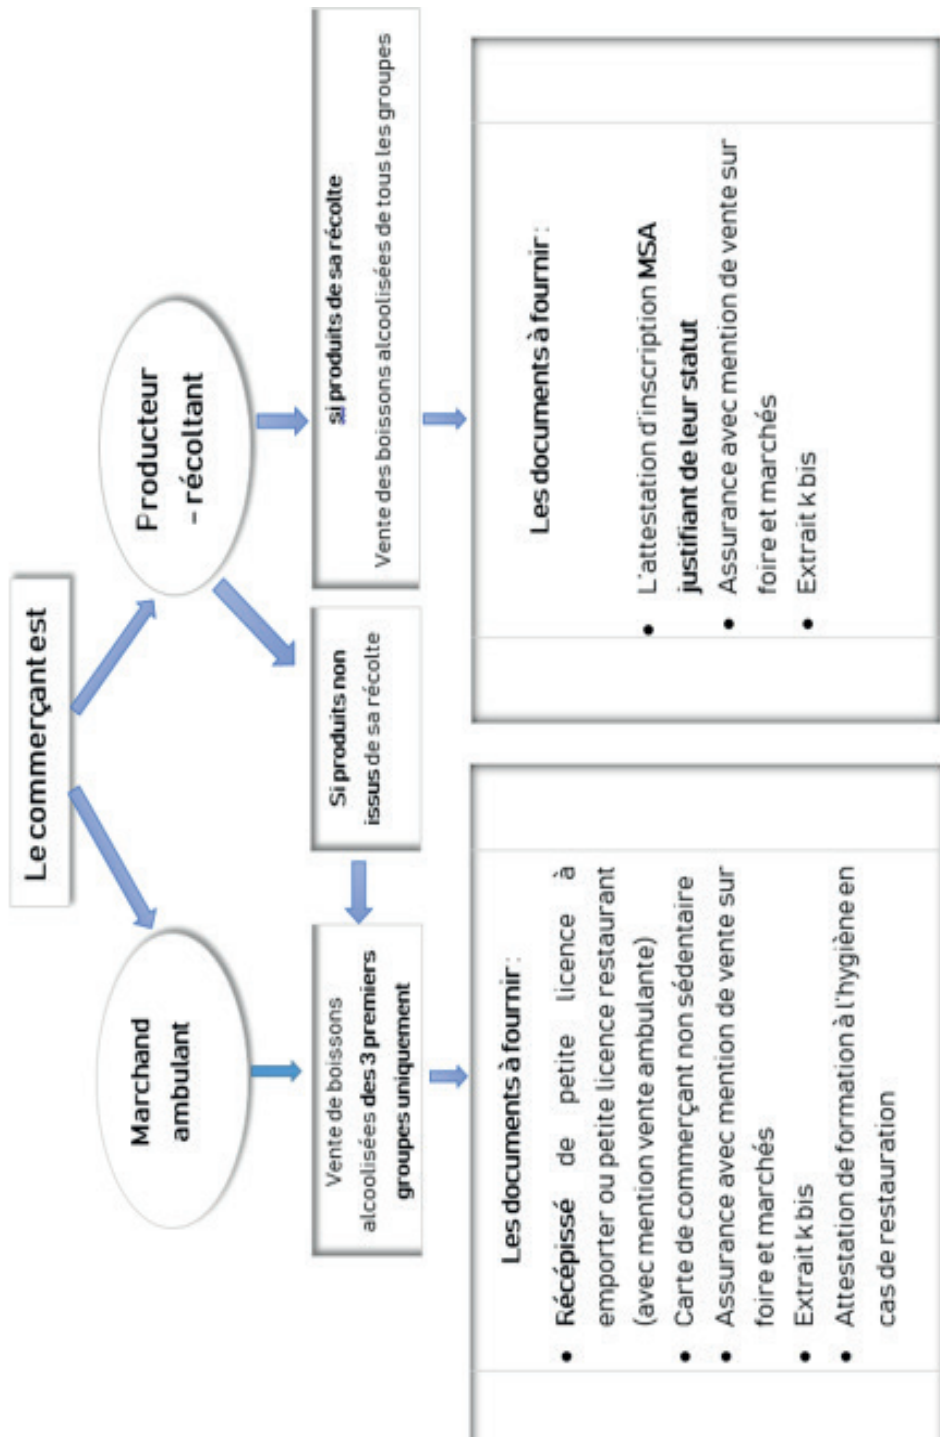 Le commerçant est
Marchand
ambulant
Producteur
– récoltant
Vente de boissons
alcoolisées des 3 premiers
groupes uniquement
Si produits non
issus de sa récolte
si produits de sa récolte
Vente des boissons alcoolisées de tous les groupes
Les documents à fournir :
• Récépissé de petite licence à
emporter ou petite licence restaurant
(avec mention vente ambulante)
• Carte de commerçant non sédentaire
• Assurance avec mention de vente sur
foire et marchés
• Extrait k bis
• Attestation de formation à l'hygiène en
cas de restauration
Les documents à fournir :
• L'attestation d'inscription MSA
justifiant de leur statut
• Assurance avec mention de vente sur
foire et marchés
• Extrait k bis